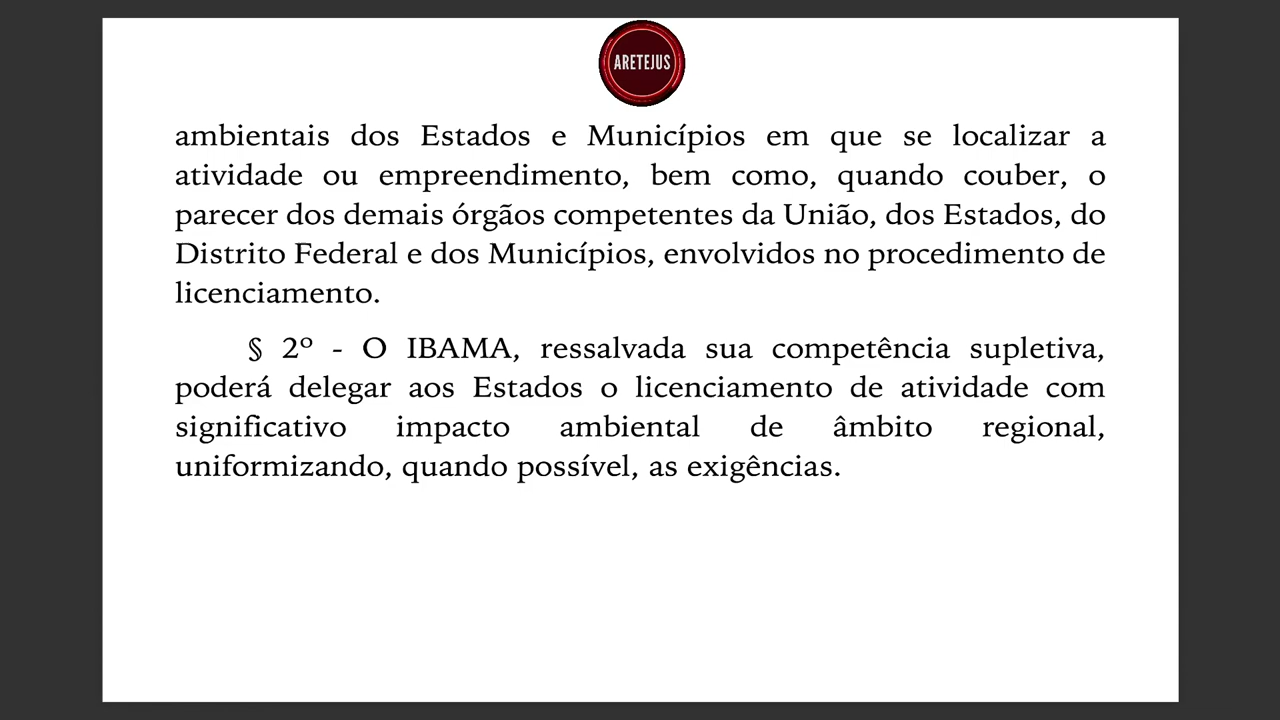 ARETEJUS
ambientais dos Estados e Municípios em que se localizar a
atividade ou empreendimento, bem como, quando couber, o
parecer dos demais órgãos competentes da União, dos Estados, do
Distrito Federal e dos Municípios, envolvidos no procedimento de
licenciamento.
§ 2º - O IBAMA, ressalvada sua competência supletiva,
poderá delegar aos Estados o licenciamento de atividade com
significativo impacto ambiental de âmbito regional,
uniformizando, quando possível, as exigências.